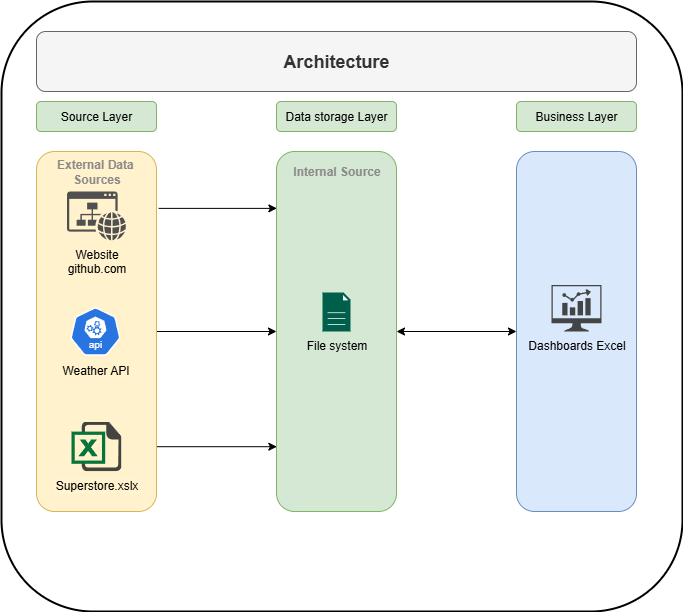 Architecture
Source Layer
Data storage Layer
Business Layer
External Data
Sources
Internal Source
Website
github.com
api
Weather API
File system
Dashboards Excel
X
Superstore.xslx